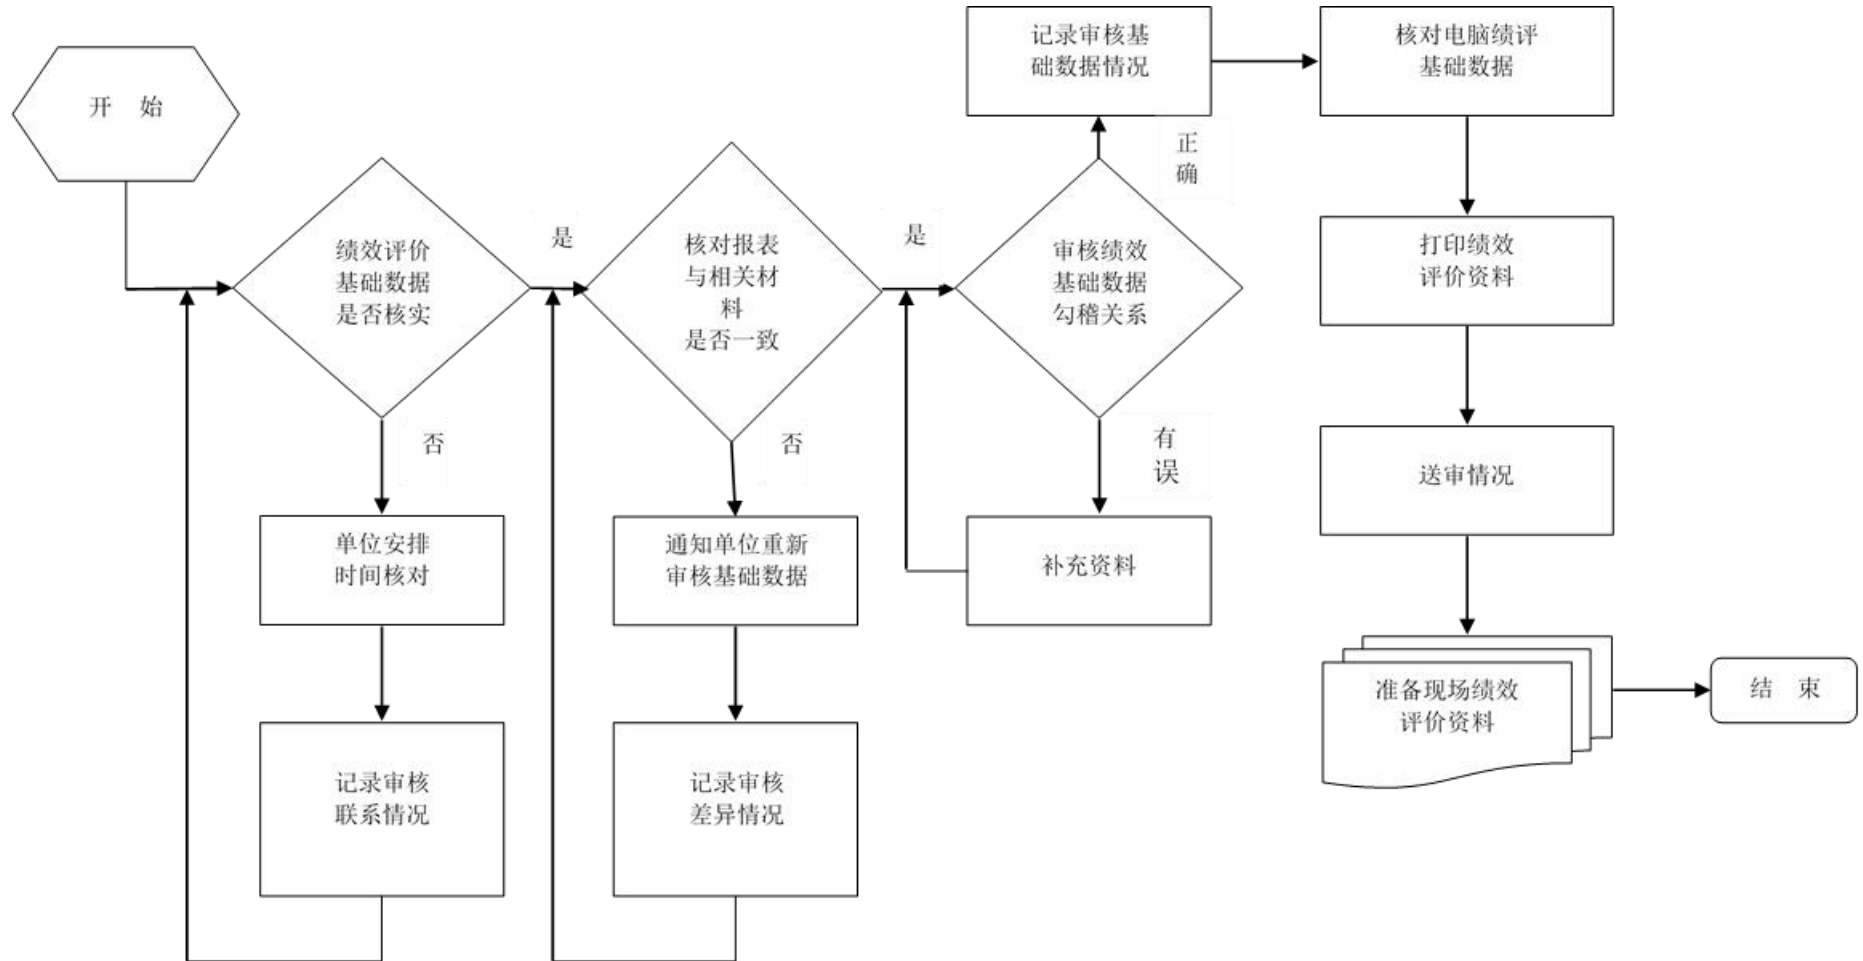 开 始
绩效评价
基础数据
是否核实
是
否
单位安排
时间核对
记录审核
联系情况
核对报表
与相关材
料
是否一致
是
否
通知单位重新
审核基础数据
记录审核
差异情况
审核绩效
基础数据
勾稽关系
正
确
有
误
补充资料
记录审核基
础数据情况
核对电脑绩评
基础数据
打印绩效
评价资料
送审情况
准备现场绩效
评价资料
结 束